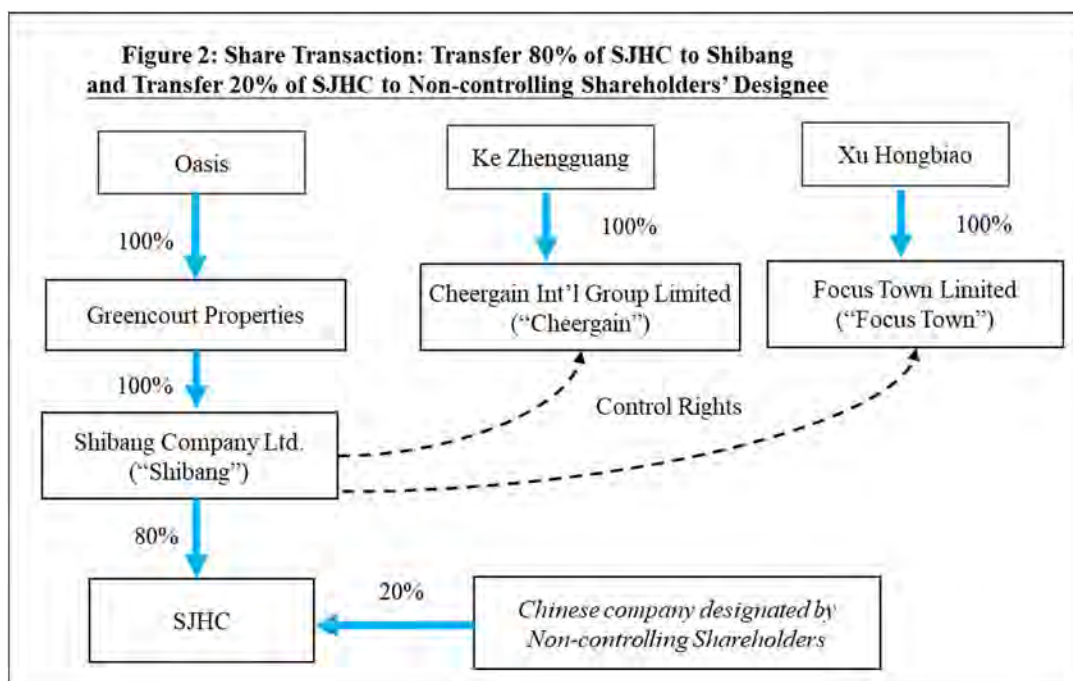 Figure 2: Share Transaction: Transfer 80% of SJHC to Shibang
and Transfer 20% of SJHC to Non-controlling Shareholders’ Designee
Oasis
Ke Zhengguang
Xu Hongbiao
100%
100%
100%
Greencourt Properties
Cheergain Int’l Group Limited
(“Cheergain”)
Focus Town Limited
(“Focus Town”)
100%
Control Rights
Shibang Company Ltd.
(“Shibang”)
80%
20%
SJHC
Chinese company designated by
Non-controlling Shareholders